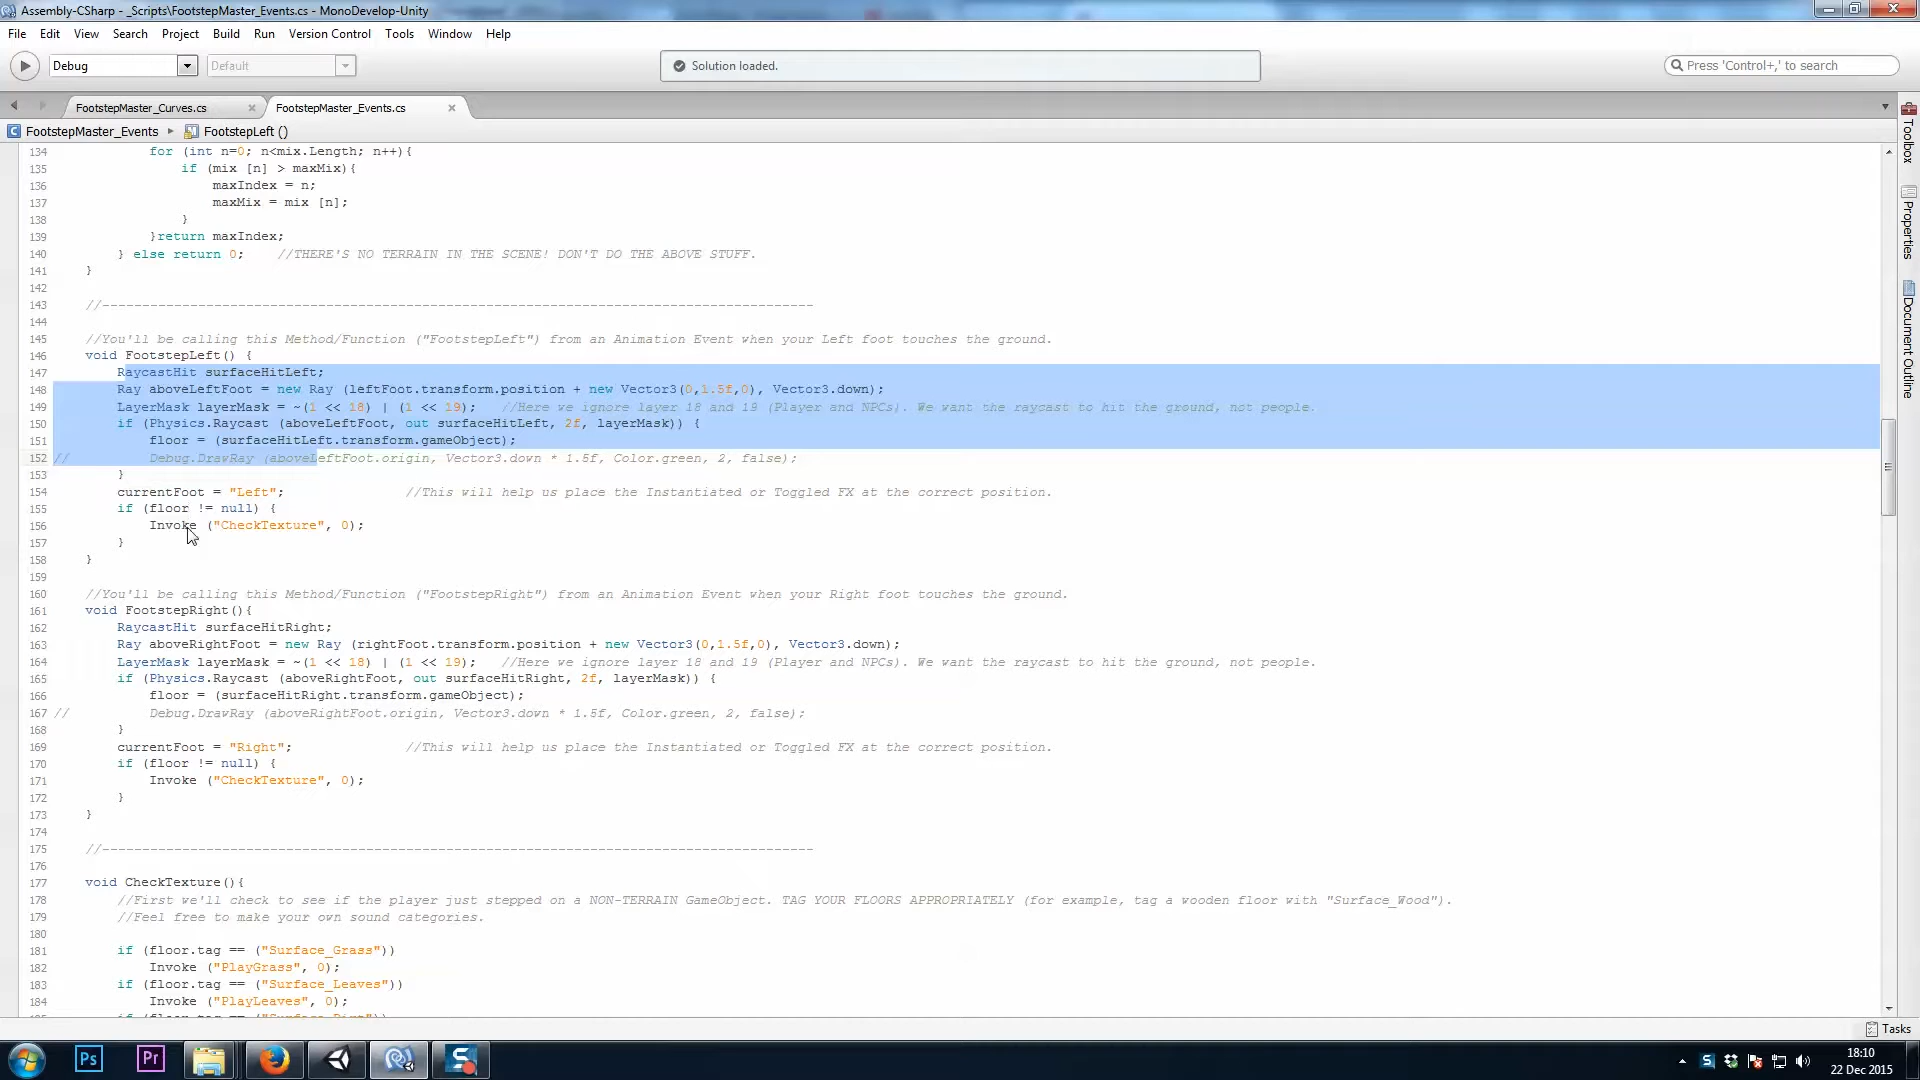 Assembly-CSharp - _Scripts\FootstepMaster_Events.cs - MonoDevelop-Unity
File Edit View Search Project Build Run Version Control Tools Window Help
Debug Default Solution loaded. Press 'Control+,' to search
FootstepMaster_Curves.cs FootstepMaster_Events.cs
FootstepMaster_Events FootstepLeft ()
134 for (int n=0; n<mix.Length; n++){
135 if (mix [n] > maxMix){
136 maxIndex = n;
137 maxMix = mix [n];
138 }
139 }return maxIndex;
140 } else return 0; //THERE'S NO TERRAIN IN THE SCENE! DON'T DO THE ABOVE STUFF.
141 }
142
143 //-----------------------------------------------------------------------------------------
144
145 //You'll be calling this Method/Function ("FootstepLeft") from an Animation Event when your Left foot touches the ground.
146 void FootstepLeft() {
147 RaycastHit surfaceHitLeft;
148 Ray aboveLeftFoot = new Ray (leftFoot.transform.position + new Vector3(0,1.5f,0), Vector3.down);
149 LayerMask layerMask = ~(1 << 18) | (1 << 19); //Here we ignore layer 18 and 19 (Player and NPCs). We want the raycast to hit the ground, not people.
150 if (Physics.Raycast (aboveLeftFoot, out surfaceHitLeft, 2f, layerMask)) {
151 floor = (surfaceHitLeft.transform.gameObject);
152 // Debug.DrawRay (aboveLeftFoot.origin, Vector3.down * 1.5f, Color.green, 2, false);
153 }
154 currentFoot = "Left"; //This will help us place the Instantiated or Toggled FX at the correct position.
155 if (floor != null) {
156 Invoke ("CheckTexture", 0);
157 }
158 }
159
160 //You'll be calling this Method/Function ("FootstepRight") from an Animation Event when your Right foot touches the ground.
161 void FootstepRight(){
162 RaycastHit surfaceHitRight;
163 Ray aboveRightFoot = new Ray (rightFoot.transform.position + new Vector3(0,1.5f,0), Vector3.down);
164 LayerMask layerMask = ~(1 << 18) | (1 << 19); //Here we ignore layer 18 and 19 (Player and NPCs). We want the raycast to hit the ground, not people.
165 if (Physics.Raycast (aboveRightFoot, out surfaceHitRight, 2f, layerMask)) {
166 floor = (surfaceHitRight.transform.gameObject);
167 // Debug.DrawRay (aboveRightFoot.origin, Vector3.down * 1.5f, Color.green, 2, false);
168 }
169 currentFoot = "Right"; //This will help us place the Instantiated or Toggled FX at the correct position.
170 if (floor != null) {
171 Invoke ("CheckTexture", 0);
172 }
173 }
174
175 //-----------------------------------------------------------------------------------------
176
177 void CheckTexture(){
178 //First we'll check to see if the player just stepped on a NON-TERRAIN GameObject. TAG YOUR FLOORS APPROPRIATELY (for example, tag a wooden floor with "Surface_Wood").
179 //Feel free to make your own sound categories.
180
181 if (floor.tag == ("Surface_Grass"))
182 Invoke ("PlayGrass", 0);
183 if (floor.tag == ("Surface_Leaves"))
184 Invoke ("PlayLeaves", 0);
Toolbox
Properties
Document Outline
Tasks
Ps Pr
18:10
22 Dec 2015